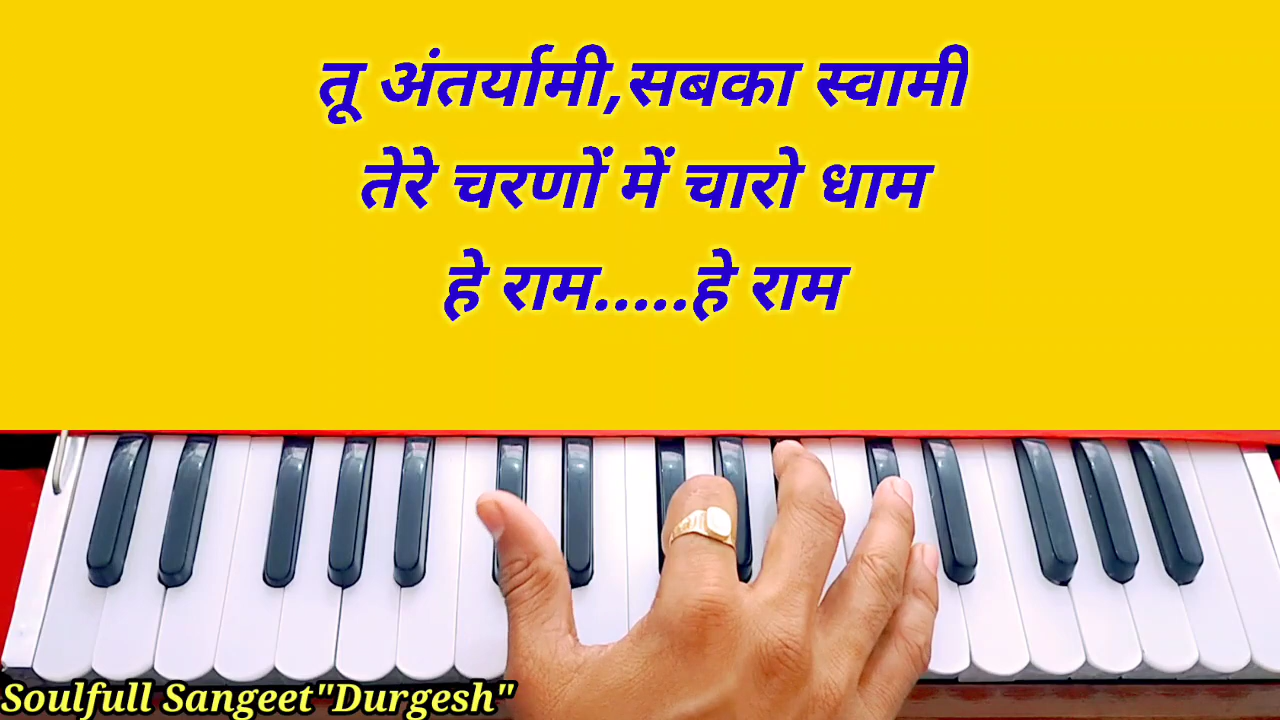 तू अंतर्यामी,सबका स्वामी
तेरे चरणों में चारो धाम
हे राम.....हे राम
Soulfull Sangeet"Durgesh"